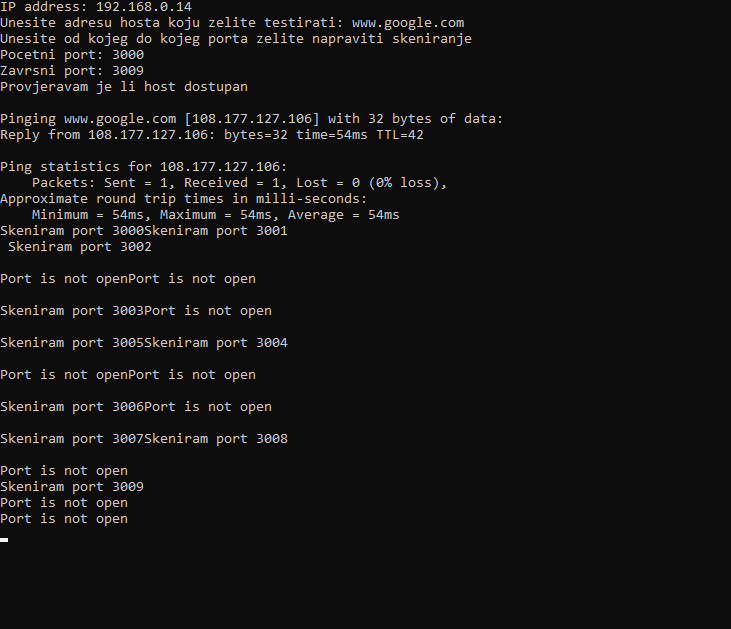 IP address: 192.168.0.14
Unesite adresu hosta koju zelite testirati: www.google.com
Unesite od kojeg do kojeg porta zelite napraviti skeniranje
Pocetni port: 3000
Zavrsni port: 3009
Provjeravam je li host dostupan
Pinging www.google.com [108.177.127.106] with 32 bytes of data:
Reply from 108.177.127.106: bytes=32 time=54ms TTL=42
Ping statistics for 108.177.127.106:
Packets: Sent = 1, Received = 1, Lost = 0 (0% loss),
Approximate round trip times in milli-seconds:
Minimum = 54ms, Maximum = 54ms, Average = 54ms
Skeniram port 3000Skeniram port 3001
Skeniram port 3002
Port is not openPort is not open
Skeniram port 3003Port is not open
Skeniram port 3005Skeniram port 3004
Port is not openPort is not open
Skeniram port 3006Port is not open
Skeniram port 3007Skeniram port 3008
Port is not open
Skeniram port 3009
Port is not open
Port is not open